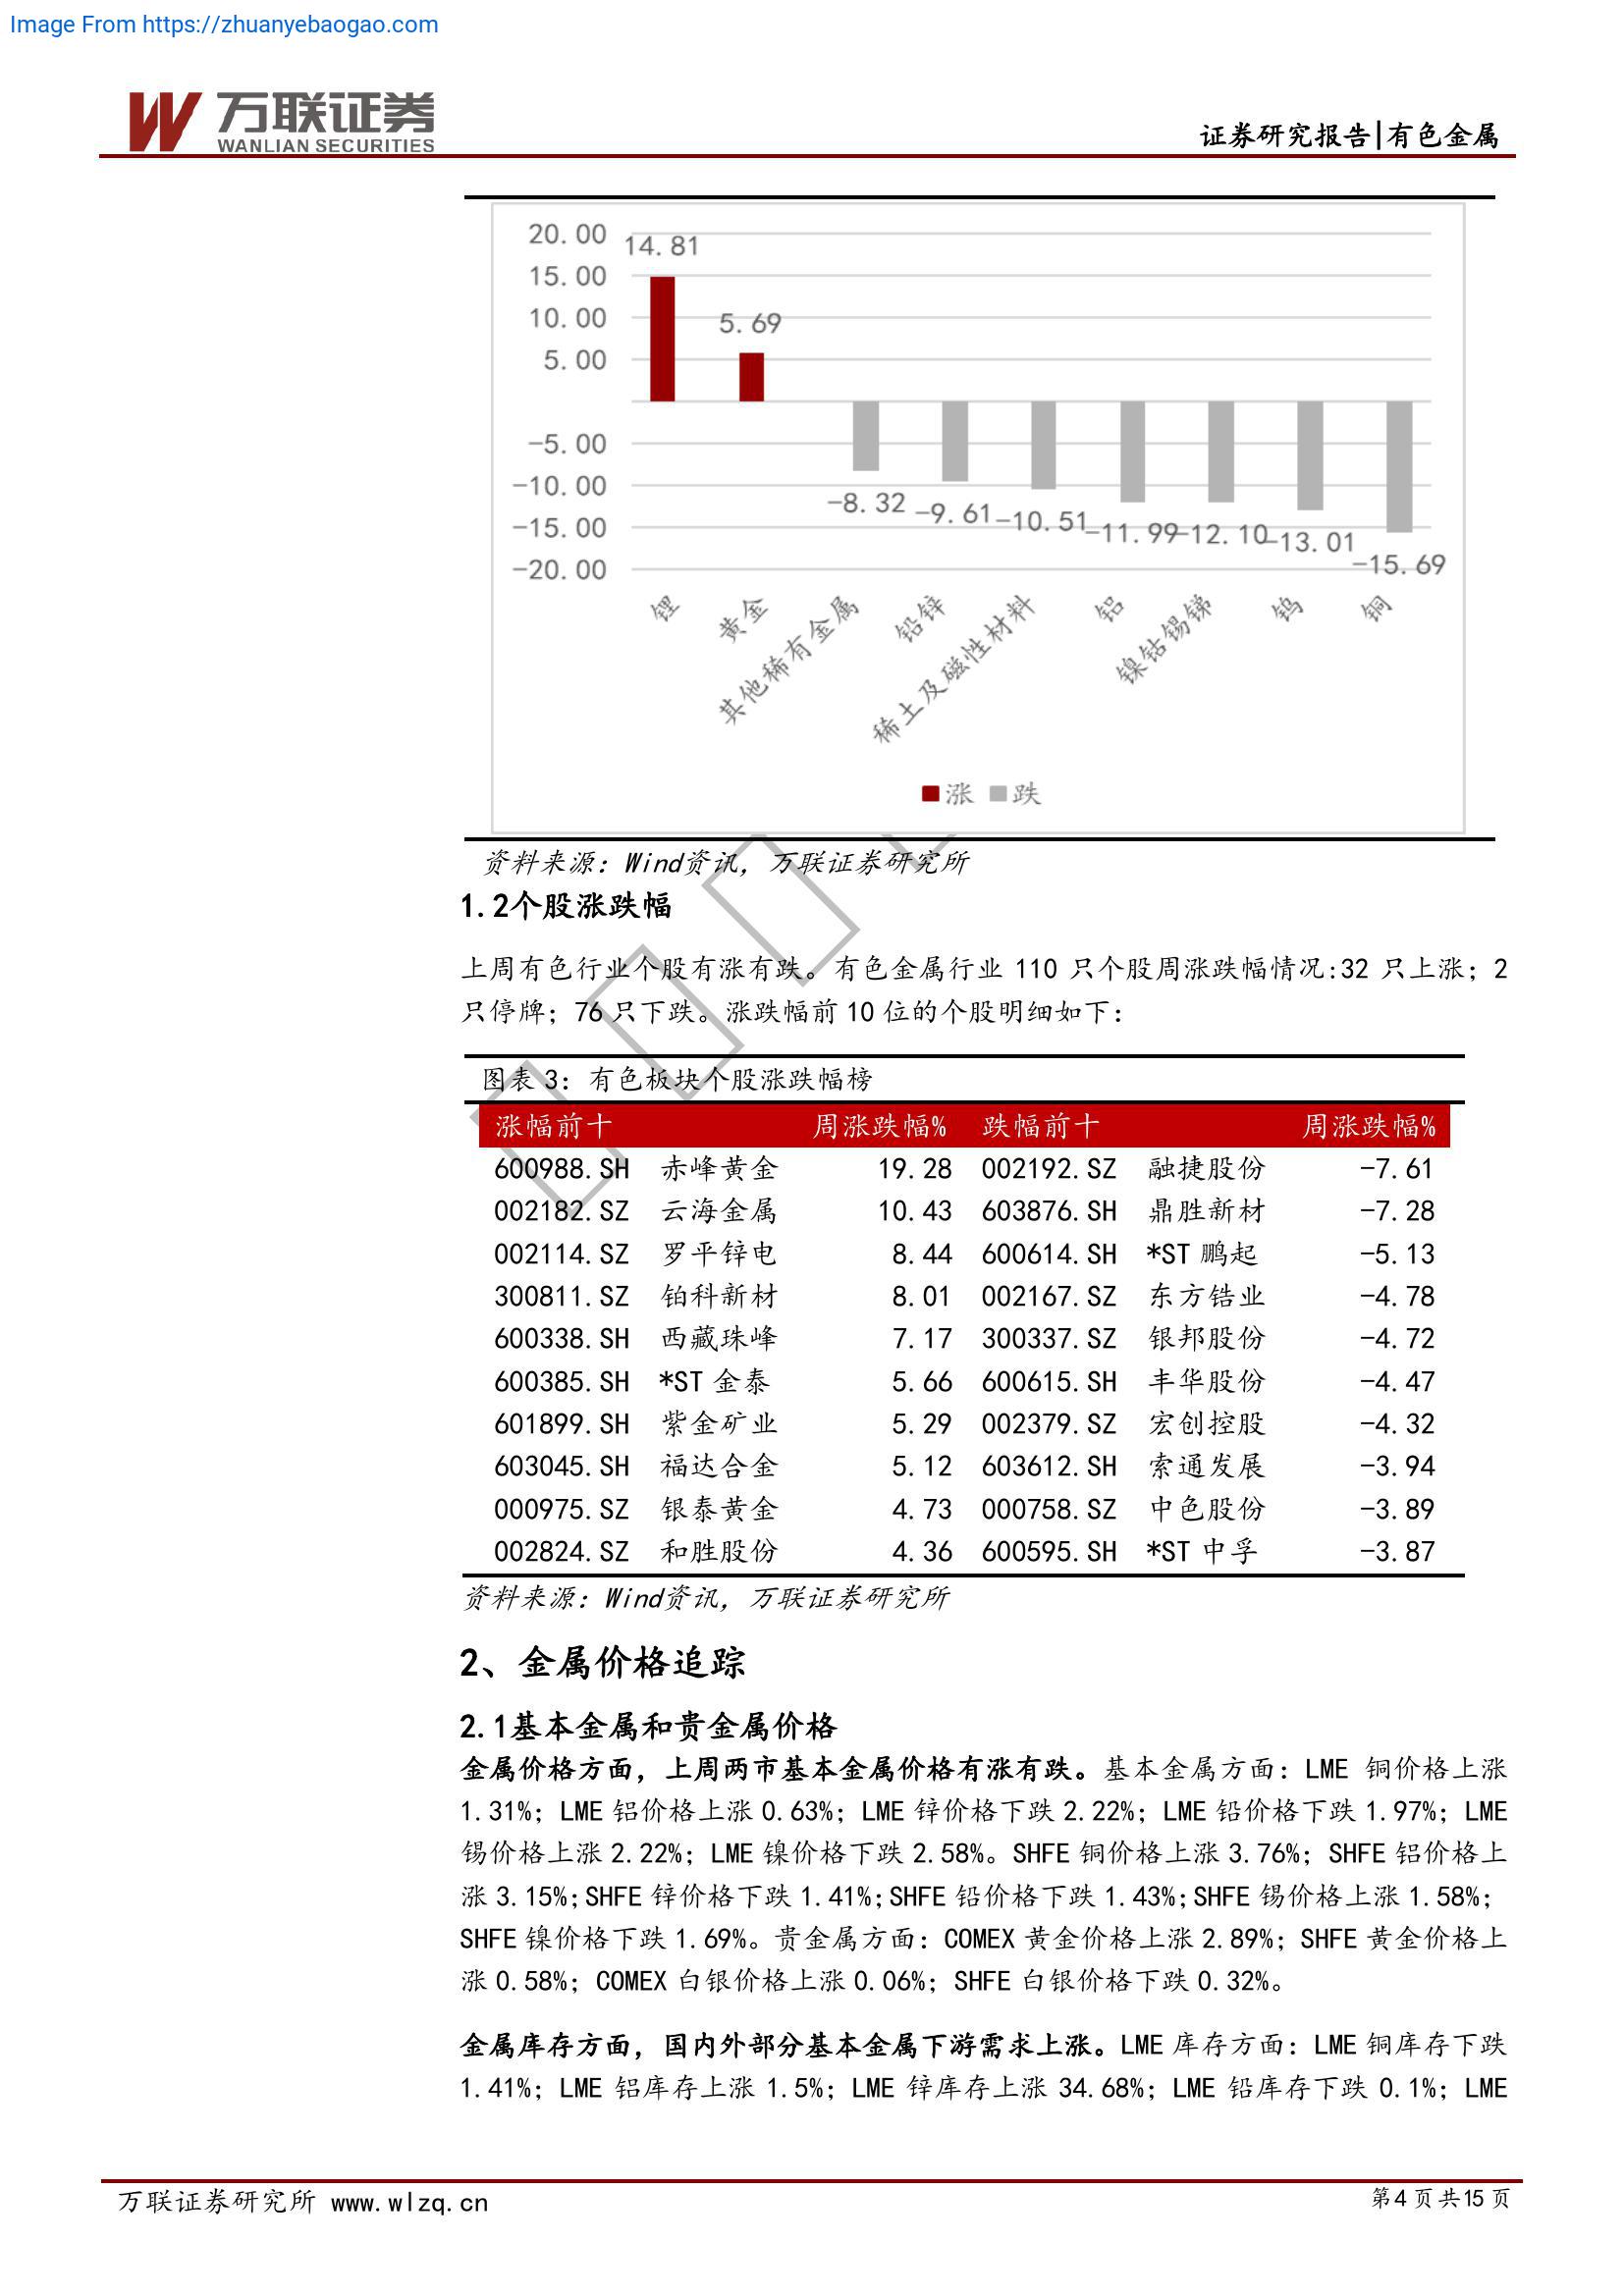 Image From https://zhuanyebaogao.com
万联证券
WANLIAN SECURITIES
证券研究报告|有色金属
20.00
15.00
10.00
5.00
-5.00
-10.00
-15.00
-20.00
14.81
5.69
-8.32
-9.61
-10.51
-11.99
-12.10
-13.01
-15.69
锂
黄金
其他稀有金属
铅锌
稀土及磁性材料
铝
镍钴锡锑
钨
铜
涨 跌
资料来源：Wind资讯，万联证券研究所
1.2个股涨跌幅
上周有色行业个股有涨有跌。有色金属行业 110 只个股周涨跌幅情况:32 只上涨；2
只停牌；76 只下跌。涨跌幅前 10 位的个股明细如下：
图表 3：有色板块个股涨跌幅榜
涨幅前十 周涨跌幅% 跌幅前十 周涨跌幅%
600988.SH 赤峰黄金 19.28 002192.SZ 融捷股份 -7.61
002182.SZ 云海金属 10.43 603876.SH 鼎胜新材 -7.28
002114.SZ 罗平锌电 8.44 600614.SH *ST 鹏起 -5.13
300811.SZ 铂科新材 8.01 002167.SZ 东方锆业 -4.78
600338.SH 西藏珠峰 7.17 300337.SZ 银邦股份 -4.72
600385.SH *ST 金泰 5.66 600615.SH 丰华股份 -4.47
601899.SH 紫金矿业 5.29 002379.SZ 宏创控股 -4.32
603045.SH 福达合金 5.12 603612.SH 索通发展 -3.94
000975.SZ 银泰黄金 4.73 000758.SZ 中色股份 -3.89
002824.SZ 和胜股份 4.36 600595.SH *ST 中孚 -3.87
资料来源：Wind资讯，万联证券研究所
2、金属价格追踪
2.1基本金属和贵金属价格
金属价格方面，上周两市基本金属价格有涨有跌。基本金属方面：LME 铜价格上涨
1.31%；LME 铝价格上涨 0.63%；LME 锌价格下跌 2.22%；LME 铅价格下跌 1.97%；LME
锡价格上涨 2.22%；LME 镍价格下跌 2.58%。SHFE 铜价格上涨 3.76%；SHFE 铝价格上
涨 3.15%；SHFE 锌价格下跌 1.41%；SHFE 铅价格下跌 1.43%；SHFE 锡价格上涨 1.58%；
SHFE 镍价格下跌 1.69%。贵金属方面：COMEX 黄金价格上涨 2.89%；SHFE 黄金价格上
涨 0.58%；COMEX 白银价格上涨 0.06%；SHFE 白银价格下跌 0.32%。
金属库存方面，国内外部分基本金属下游需求上涨。LME 库存方面：LME 铜库存下跌
1.41%；LME 铝库存上涨 1.5%；LME 锌库存上涨 34.68%；LME 铅库存下跌 0.1%；LME
万联证券研究所 www.wlzq.cn
第4 页 共15 页